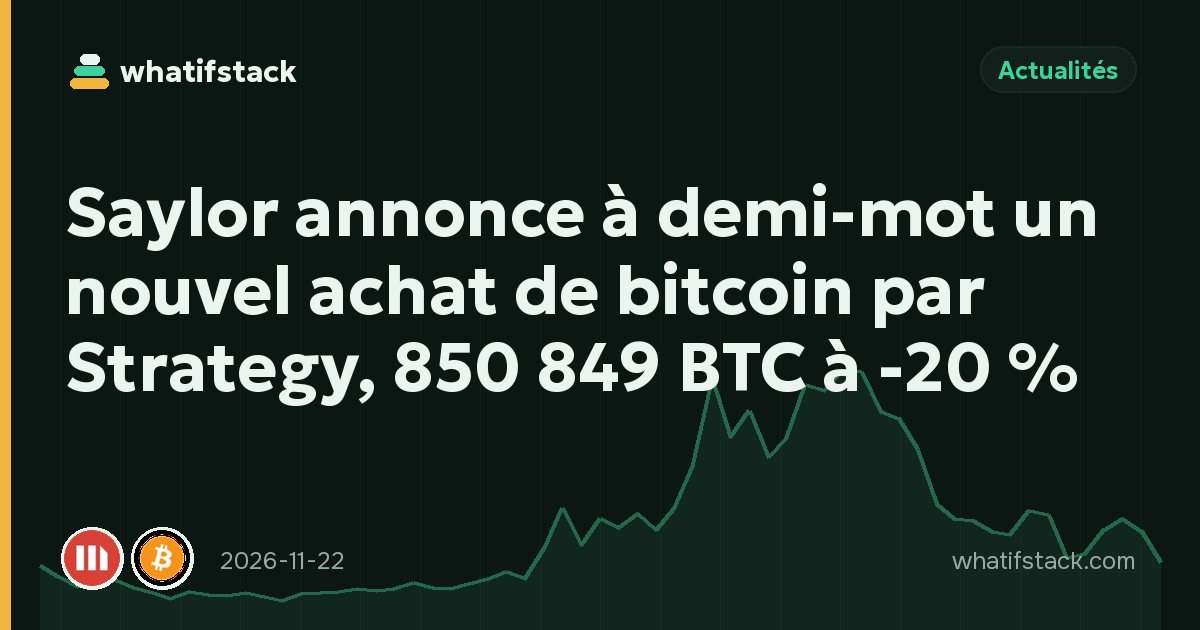 whatifstack
Actualités
Saylor annonce à demi-mot un
nouvel achat de bitcoin par
Strategy, 850 849 BTC à -20 %
2026-11-22
whatifstack.com